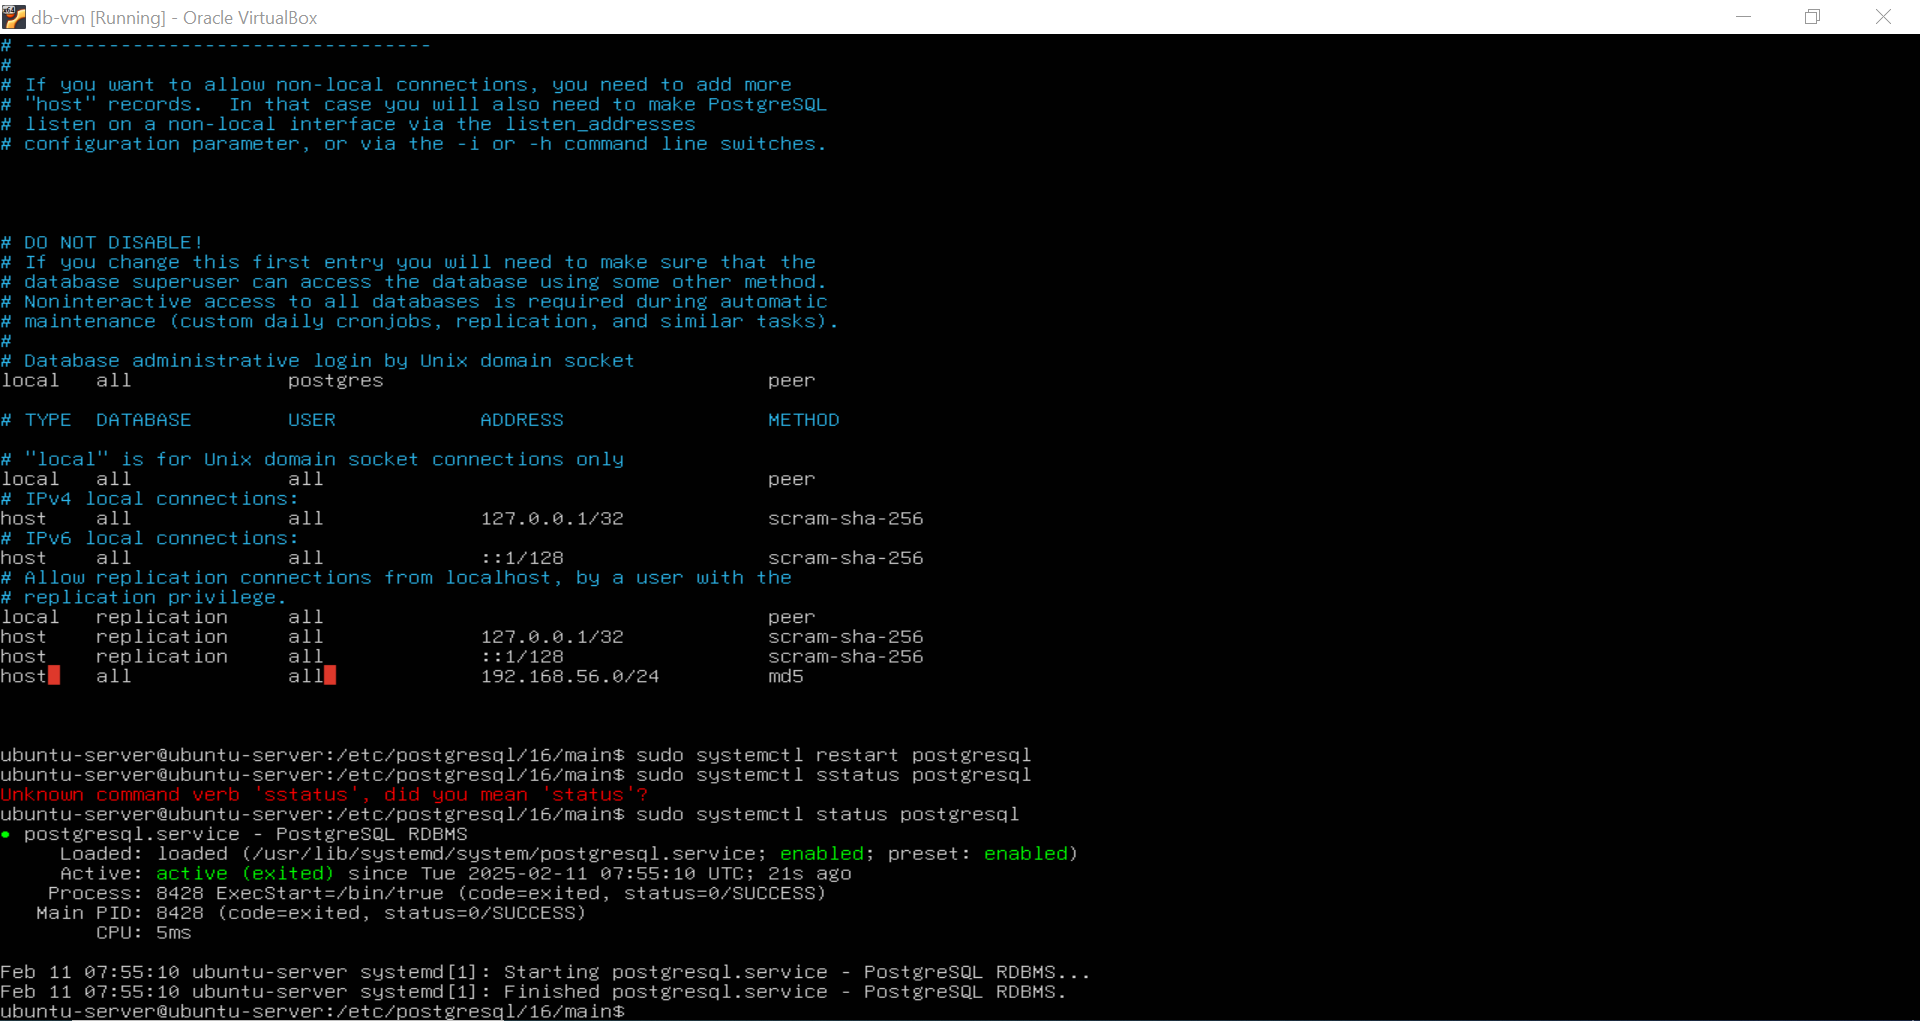 db-vm [Running] - Oracle VirtualBox
# ----------------------------------
#
# If you want to allow non-local connections, you need to add more
# "host" records.  In that case you will also need to make PostgreSQL
# listen on a non-local interface via the listen_addresses
# configuration parameter, or via the -i or -h command line switches.
# DO NOT DISABLE!
# If you change this first entry you will need to make sure that the
# database superuser can access the database using some other method.
# Noninteractive access to all databases is required during automatic
# maintenance (custom daily cronjobs, replication, and similar tasks).
#
# Database administrative login by Unix domain socket
local   all             postgres                                peer
# TYPE  DATABASE        USER            ADDRESS                 METHOD
# "local" is for Unix domain socket connections only
local   all             all                                     peer
# IPv4 local connections:
host    all             all             127.0.0.1/32            scram-sha-256
# IPv6 local connections:
host    all             all             ::1/128                 scram-sha-256
# Allow replication connections from localhost, by a user with the
# replication privilege.
local   replication     all                                     peer
host    replication     all             127.0.0.1/32            scram-sha-256
host    replication     all             ::1/128                 scram-sha-256
host    all             all             192.168.56.0/24         md5
ubuntu-server@ubuntu-server:/etc/postgresql/16/main$ sudo systemctl restart postgresql
ubuntu-server@ubuntu-server:/etc/postgresql/16/main$ sudo systemctl sstatus postgresql
Unknown command verb 'sstatus', did you mean 'status'?
ubuntu-server@ubuntu-server:/etc/postgresql/16/main$ sudo systemctl status postgresql
● postgresql.service - PostgreSQL RDBMS
     Loaded: loaded (/usr/lib/systemd/system/postgresql.service; enabled; preset: enabled)
     Active: active (exited) since Tue 2025-02-11 07:55:10 UTC; 21s ago
    Process: 8428 ExecStart=/bin/true (code=exited, status=0/SUCCESS)
   Main PID: 8428 (code=exited, status=0/SUCCESS)
        CPU: 5ms
Feb 11 07:55:10 ubuntu-server systemd[1]: Starting postgresql.service - PostgreSQL RDBMS...
Feb 11 07:55:10 ubuntu-server systemd[1]: Finished postgresql.service - PostgreSQL RDBMS.
ubuntu-server@ubuntu-server:/etc/postgresql/16/main$